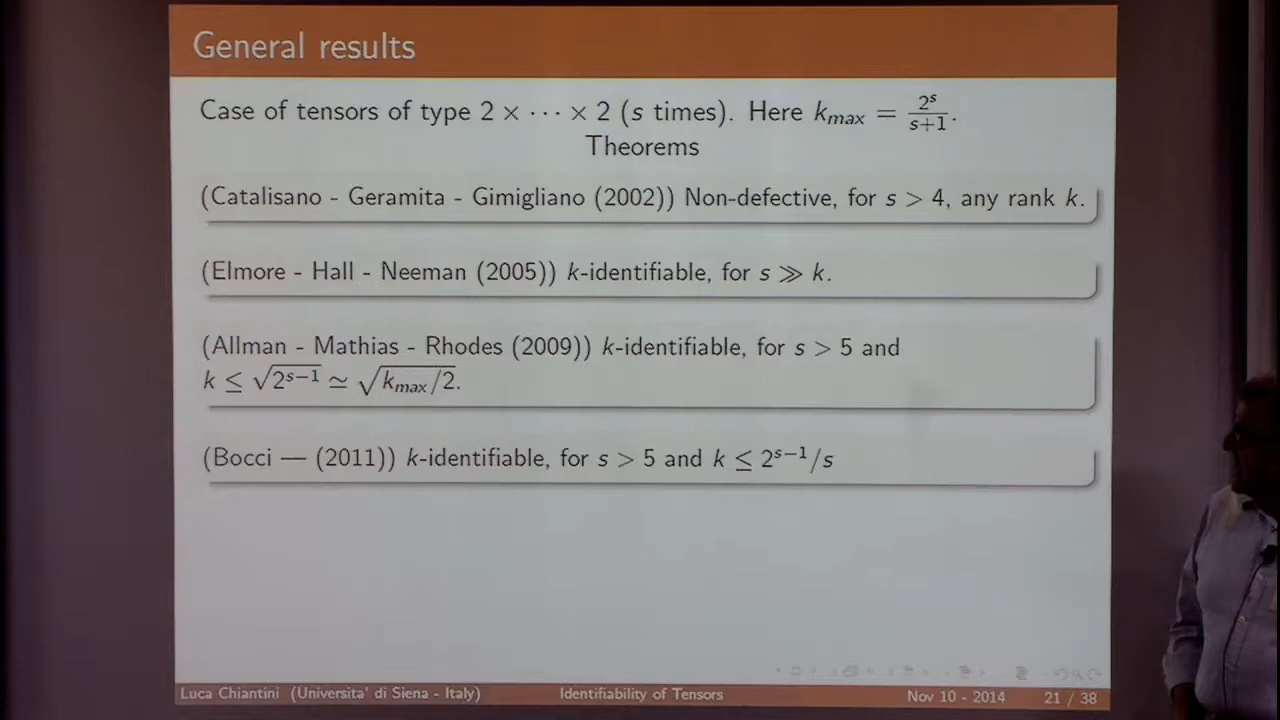 General results
Case of tensors of type 2 × ⋯ × 2 (s times). Here k_max = 2^s/(s+1).
Theorems
(Catalisano - Geramita - Gimigliano (2002)) Non-defective, for s > 4, any rank k.
(Elmore - Hall - Neeman (2005)) k-identifiable, for s ≫ k.
(Allman - Mathias - Rhodes (2009)) k-identifiable, for s > 5 and
k ≤ √(2^{s−1}) ≃ √(k_max/2).
(Bocci — (2011)) k-identifiable, for s > 5 and k ≤ 2^{s−1}/s
Luca Chiantini (Universita' di Siena - Italy) Identifiability of Tensors Nov 10 - 2014 21 / 38